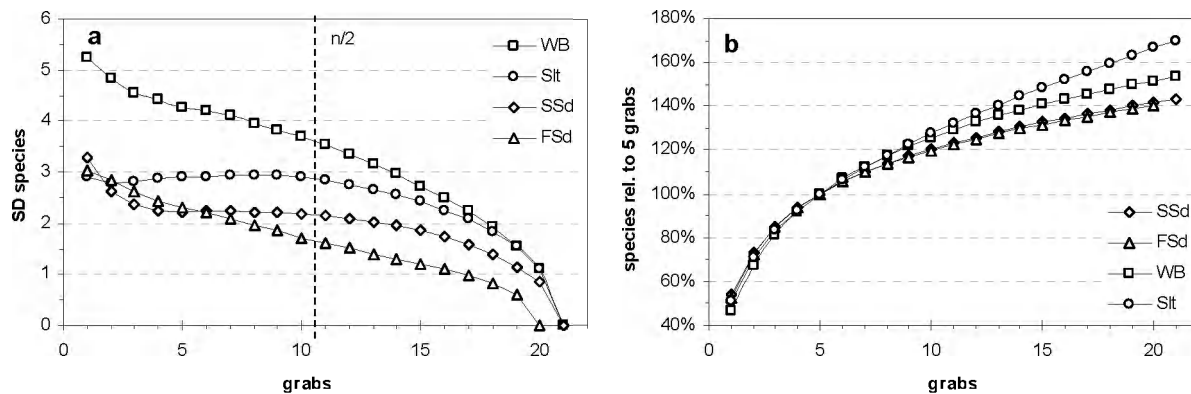 a
n/2
WB
Slt
SSd
FSd
SD species
6
5
4
3
2
1
0
0 5 10 15 20
grabs
b
180%
160%
140%
120%
100%
80%
60%
40%
species rel. to 5 grabs
SSd
FSd
WB
Slt
0 5 10 15 20
grabs